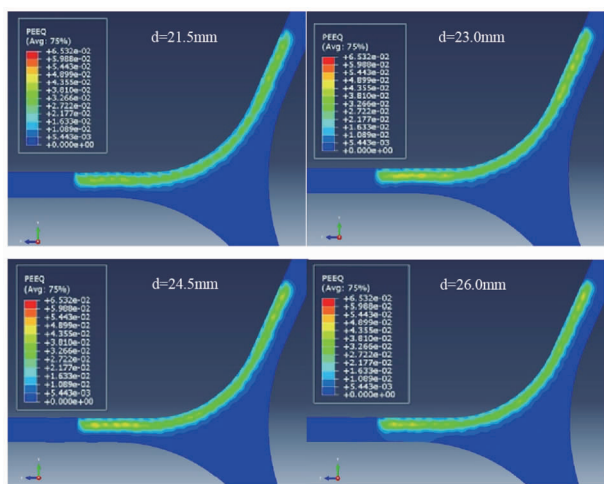 PEEQ
(Avg: 75%)
+6.532e-02
+5.988e-02
+5.443e-02
+4.899e-02
+4.355e-02
+3.810e-02
+3.266e-02
+2.722e-02
+2.177e-02
+1.633e-02
+1.089e-02
+5.443e-03
+0.000e+00
d=21.5mm
PEEQ
(Avg: 75%)
+6.532e-02
+5.988e-02
+5.443e-02
+4.899e-02
+4.355e-02
+3.810e-02
+3.266e-02
+2.722e-02
+2.177e-02
+1.633e-02
+1.089e-02
+5.443e-03
+0.000e+00
d=23.0mm
PEEQ
(Avg: 75%)
+6.532e-02
+5.988e-02
+5.443e-02
+4.899e-02
+4.355e-02
+3.810e-02
+3.266e-02
+2.722e-02
+2.177e-02
+1.633e-02
+1.089e-02
+5.443e-03
+0.000e+00
d=24.5mm
PEEQ
(Avg: 75%)
+6.532e-02
+5.988e-02
+5.443e-02
+4.899e-02
+4.355e-02
+3.810e-02
+3.266e-02
+2.722e-02
+2.177e-02
+1.633e-02
+1.089e-02
+5.443e-03
+0.000e+00
d=26.0mm